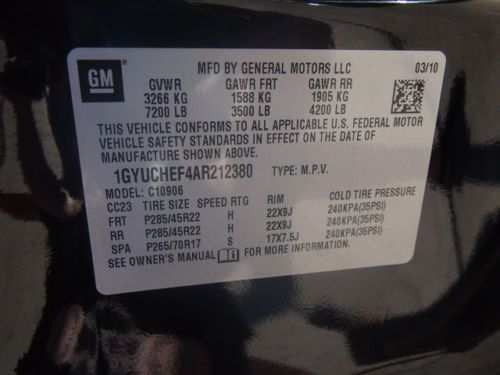 GM
MFD BY GENERAL MOTORS LLC 03/10
GVWR GAWR FRT GAWR RR
3266 KG 1588 KG 1905 KG
7200 LB 3500 LB 4200 LB
THIS VEHICLE CONFORMS TO ALL APPLICABLE U.S. FEDERAL MOTOR
VEHICLE SAFETY STANDARDS IN EFFECT ON THE DATE OF
MANUFACTURE SHOWN ABOVE.
1GYUCHEF4AR212380 TYPE: M.P.V.
MODEL: C10906
CC23 TIRE SIZE SPEED RTG RIM COLD TIRE PRESSURE
FRT P285/45R22 H 22X9J 240KPA(35PSI)
RR P285/45R22 H 22X9J 240KPA(35PSI)
SPA P265/70R17 S 17X7.5J 240KPA(35PSI)
SEE OWNER'S MANUAL FOR MORE INFORMATION.